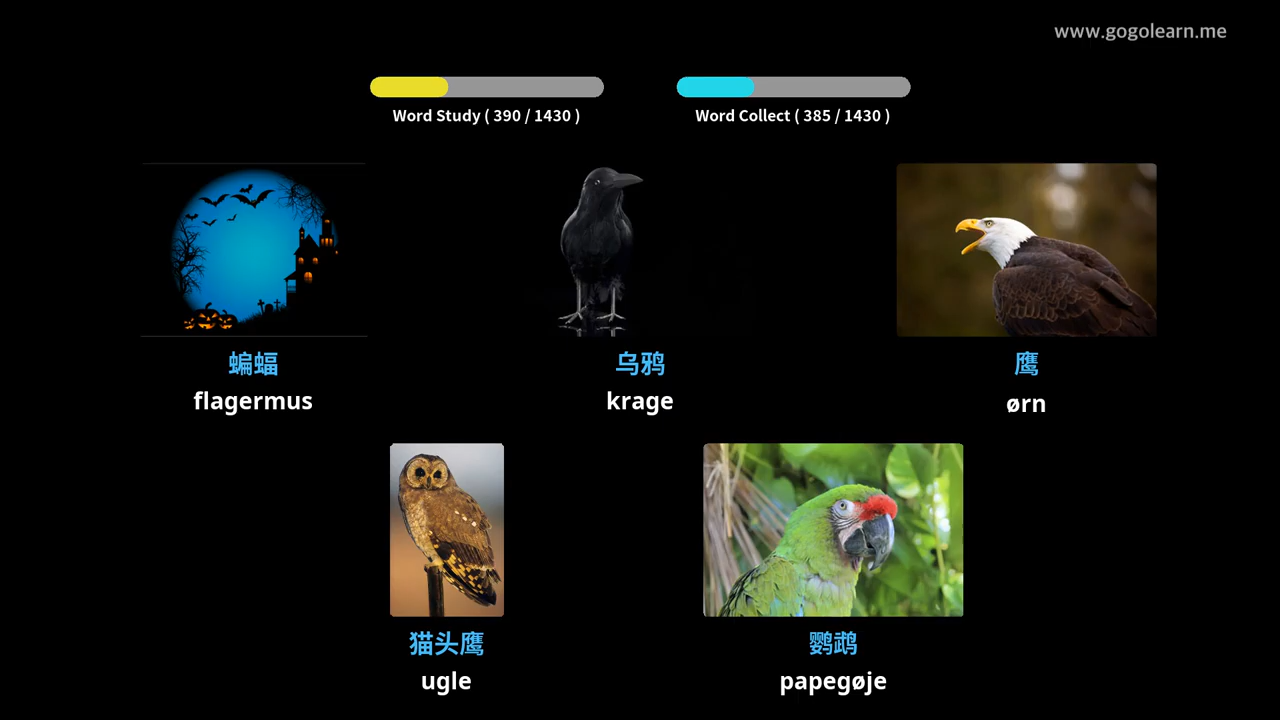 www.gogolearn.me
Word Study ( 390 / 1430 )
Word Collect ( 385 / 1430 )
蝙蝠
flagermus
乌鸦
krage
鹰
ørn
猫头鹰
ugle
鹦鹉
papegøje